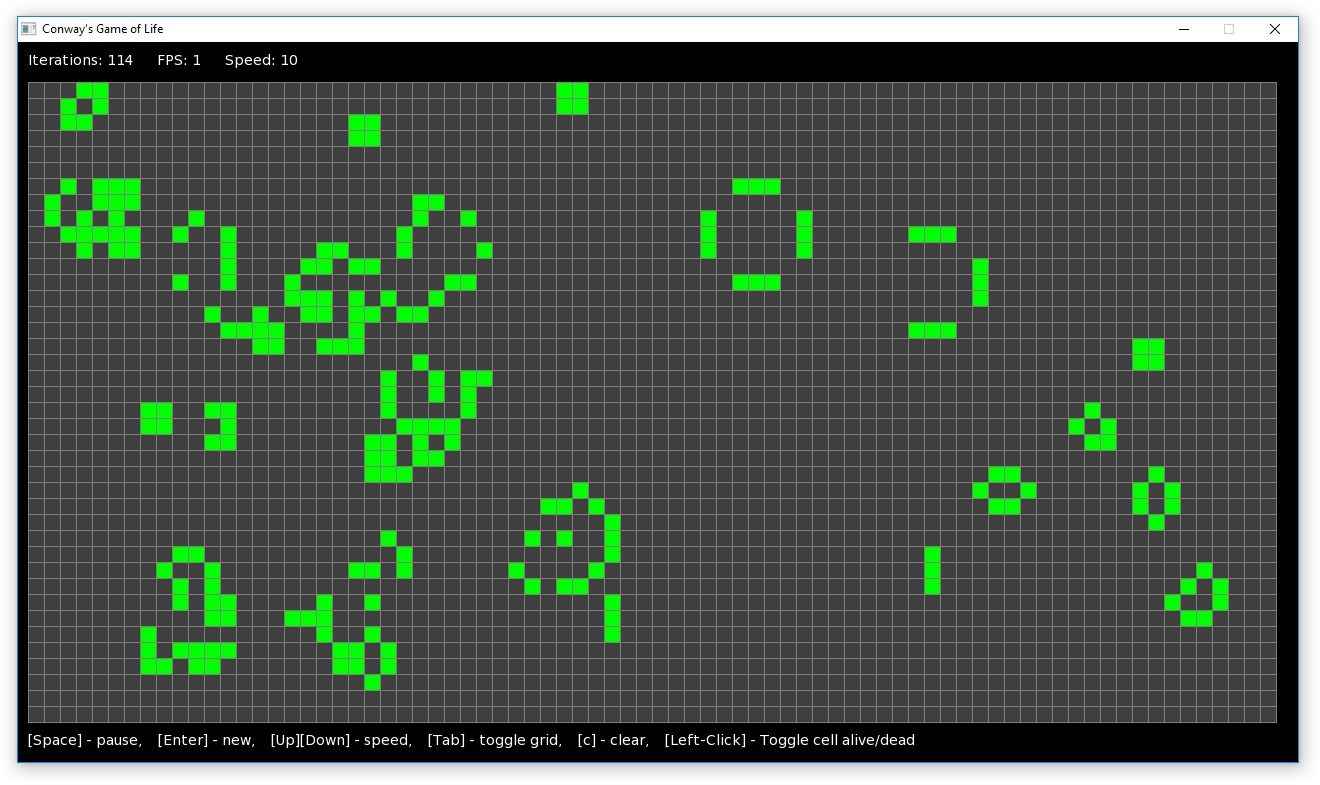 Conway's Game of Life
Iterations: 114 FPS: 1 Speed: 10
[Space] - pause, [Enter] - new, [Up][Down] - speed, [Tab] - toggle grid, [c] - clear, [Left-Click] - Toggle cell alive/dead